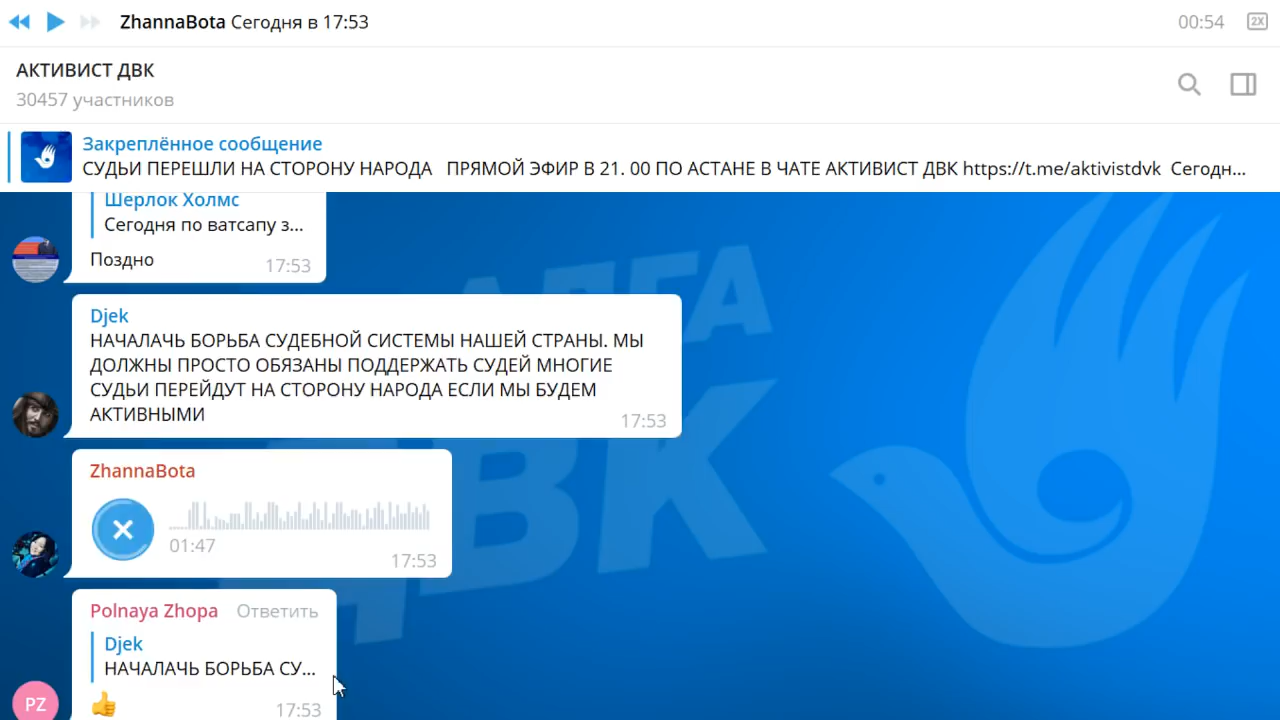 ZhannaBota Сегодня в 17:53
00:54
2X
АКТИВИСТ ДВК
30457 участников
Закреплённое сообщение
СУДЬИ ПЕРЕШЛИ НА СТОРОНУ НАРОДА ПРЯМОЙ ЭФИР В 21. 00 ПО АСТАНЕ В ЧАТЕ АКТИВИСТ ДВК https://t.me/aktivistdvk Сегодн...
Шерлок Холмс
Сегодня по ватсапу з...
Поздно
17:53
АЛГА
ДВК
Djek
НАЧАЛАЧЬ БОРЬБА СУДЕБНОЙ СИСТЕМЫ НАШЕЙ СТРАНЫ. МЫ
ДОЛЖНЫ ПРОСТО ОБЯЗАНЫ ПОДДЕРЖАТЬ СУДЕЙ МНОГИЕ
СУДЬИ ПЕРЕЙДУТ НА СТОРОНУ НАРОДА ЕСЛИ МЫ БУДЕМ
АКТИВНЫМИ
17:53
ZhannaBota
01:47
17:53
Polnaya Zhopa Ответить
Djek
НАЧАЛАЧЬ БОРЬБА СУ...
PZ
17:53